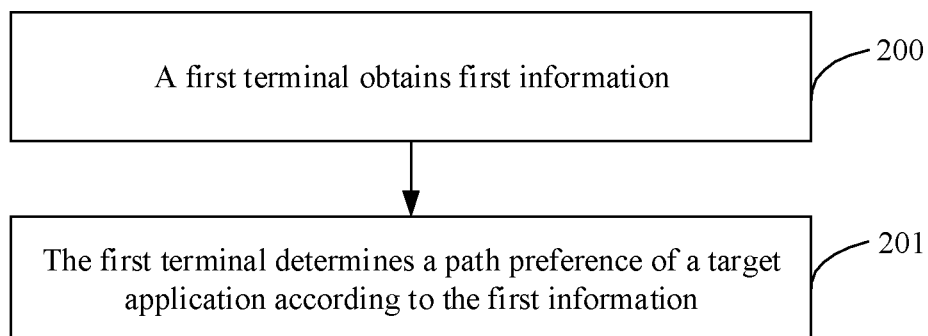 A first terminal obtains first information
200
The first terminal determines a path preference of a target
application according to the first information
201